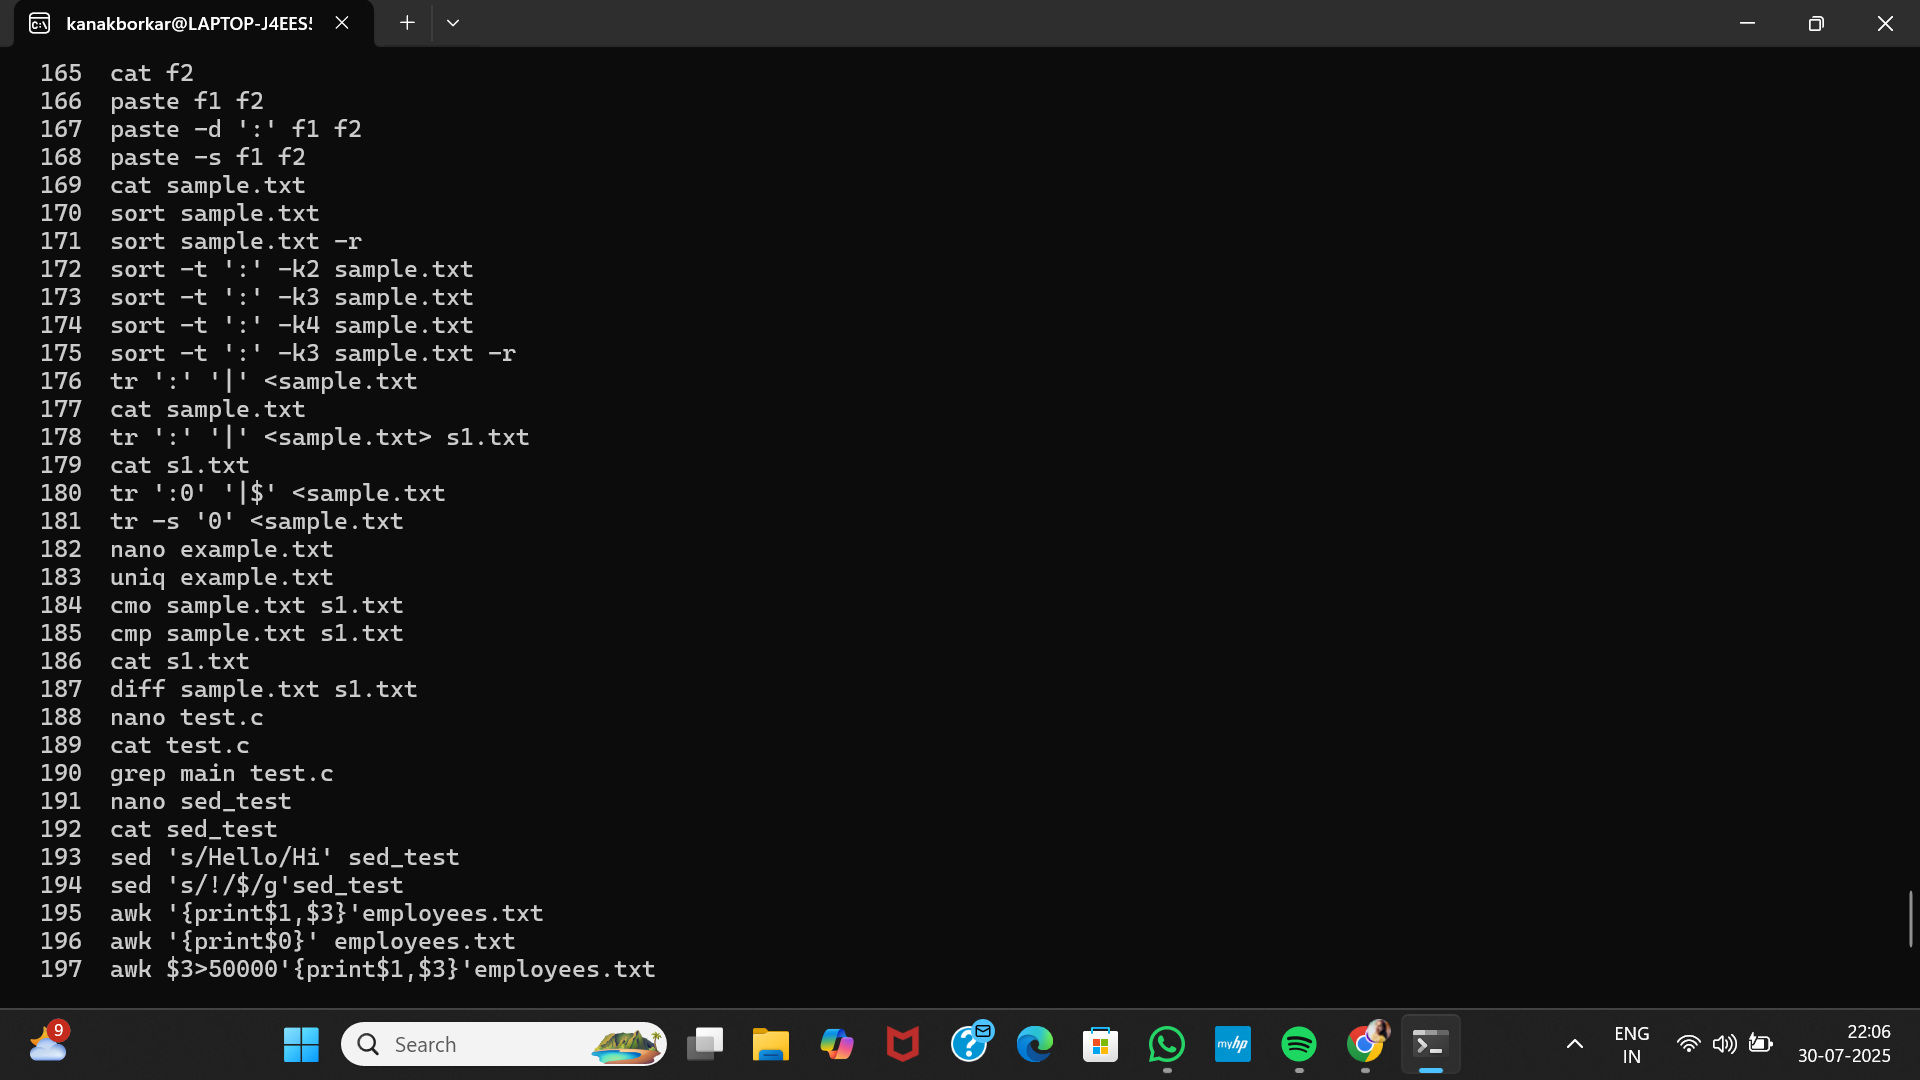 kanakborkar@LAPTOP-J4EES!
165 cat f2
166 paste f1 f2
167 paste -d ':' f1 f2
168 paste -s f1 f2
169 cat sample.txt
170 sort sample.txt
171 sort sample.txt -r
172 sort -t ':' -k2 sample.txt
173 sort -t ':' -k3 sample.txt
174 sort -t ':' -k4 sample.txt
175 sort -t ':' -k3 sample.txt -r
176 tr ':' '|' <sample.txt
177 cat sample.txt
178 tr ':' '|' <sample.txt> s1.txt
179 cat s1.txt
180 tr ':0' '|$' <sample.txt
181 tr -s '0' <sample.txt
182 nano example.txt
183 uniq example.txt
184 cmo sample.txt s1.txt
185 cmp sample.txt s1.txt
186 cat s1.txt
187 diff sample.txt s1.txt
188 nano test.c
189 cat test.c
190 grep main test.c
191 nano sed_test
192 cat sed_test
193 sed 's/Hello/Hi' sed_test
194 sed 's/!/$/g'sed_test
195 awk '{print$1,$3}'employees.txt
196 awk '{print$0}' employees.txt
197 awk $3>50000'{print$1,$3}'employees.txt
9
Search
myhp
ENG
IN
22:06
30-07-2025